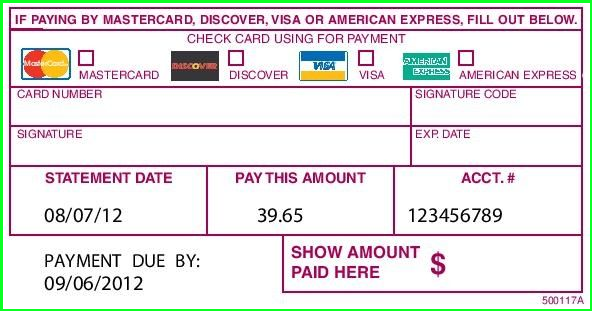 IF PAYING BY MASTERCARD, DISCOVER, VISA OR AMERICAN EXPRESS, FILL OUT BELOW.
CHECK CARD USING FOR PAYMENT
MasterCard MASTERCARD DISCOVER DISCOVER VISA VISA AMERICAN EXPRESS AMERICAN EXPRESS
CARD NUMBER SIGNATURE CODE
SIGNATURE EXP. DATE
STATEMENT DATE PAY THIS AMOUNT ACCT. #
08/07/12 39.65 123456789
PAYMENT DUE BY:
09/06/2012
SHOW AMOUNT
PAID HERE $
500117A